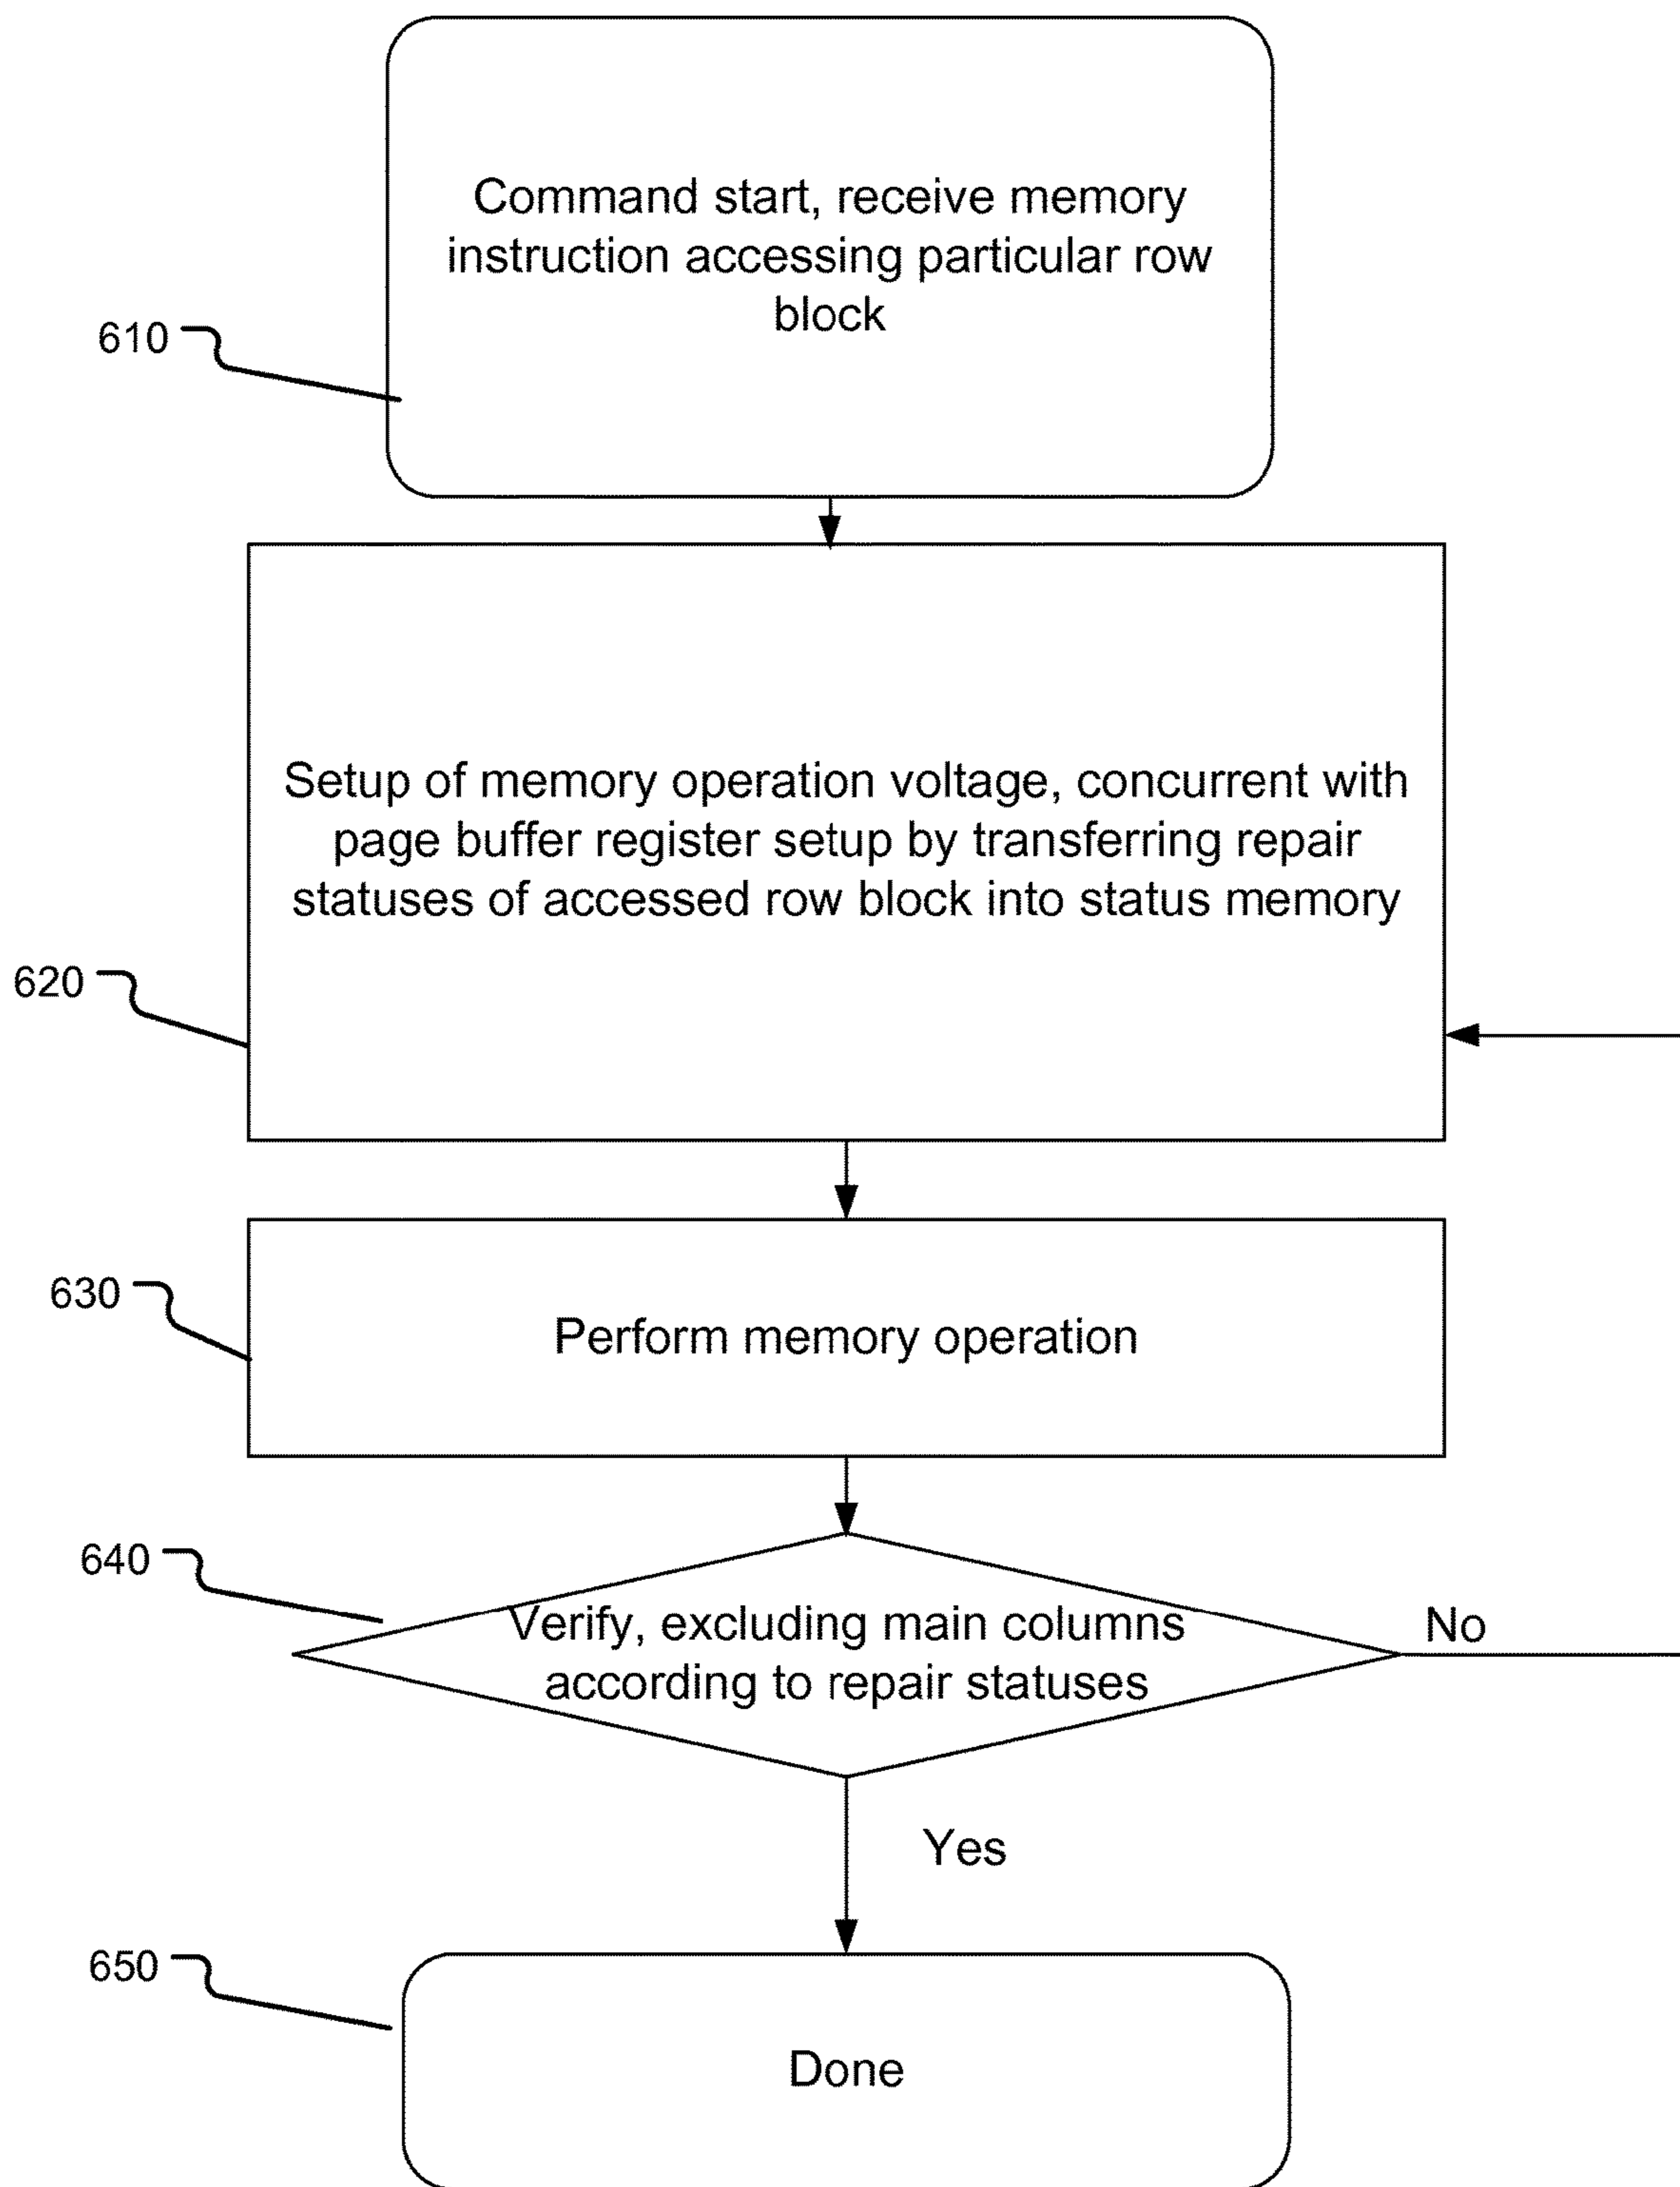 Command start, receive memory
instruction accessing particular row
block
610
Setup of memory operation voltage, concurrent with
page buffer register setup by transferring repair
statuses of accessed row block into status memory
620
630
Perform memory operation
640
Verify, excluding main columns
according to repair statuses
No
Yes
650
Done